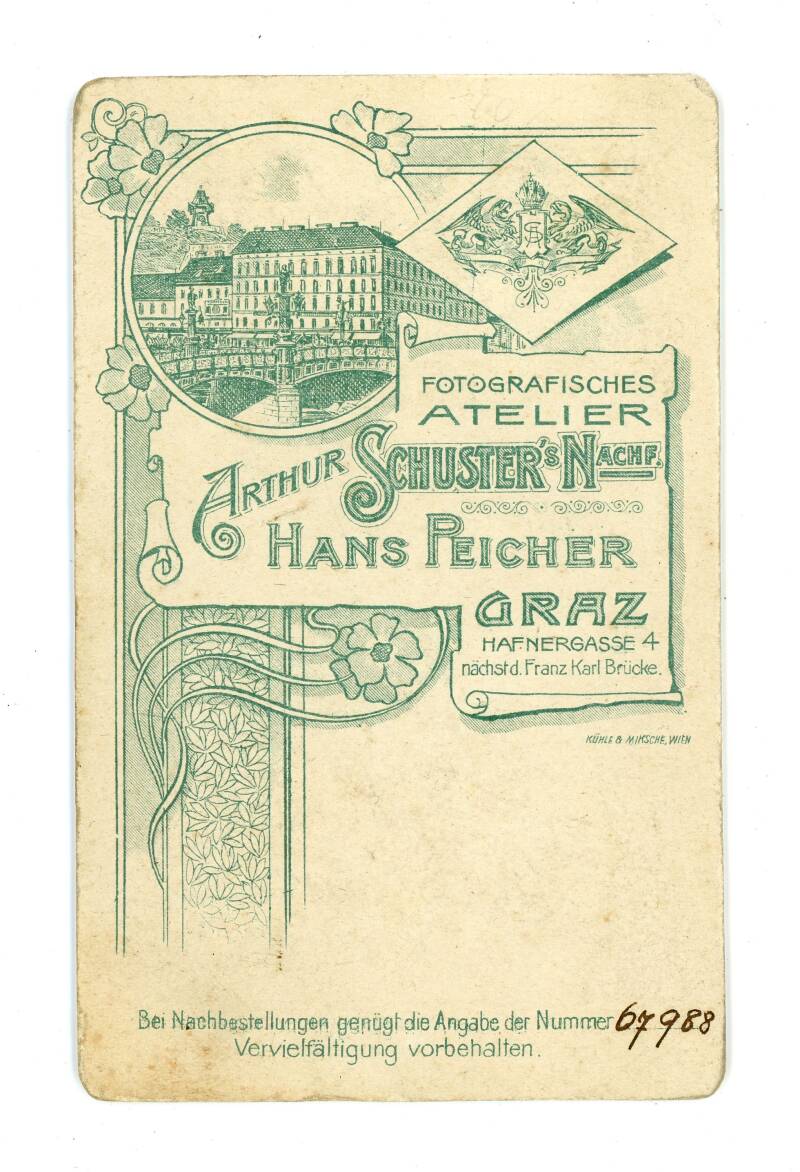 FOTOGRAFISCHES
ATELIER
ARTHUR SCHUSTER'S NACHF.
HANS PEICHER
GRAZ
HAFNERGASSE 4
nächst d. Franz Karl Brücke.
KÜHLE & MIKSCHE, WIEN
Bei Nachbestellungen genügt die Angabe der Nummer 67988
Vervielfältigung vorbehalten.